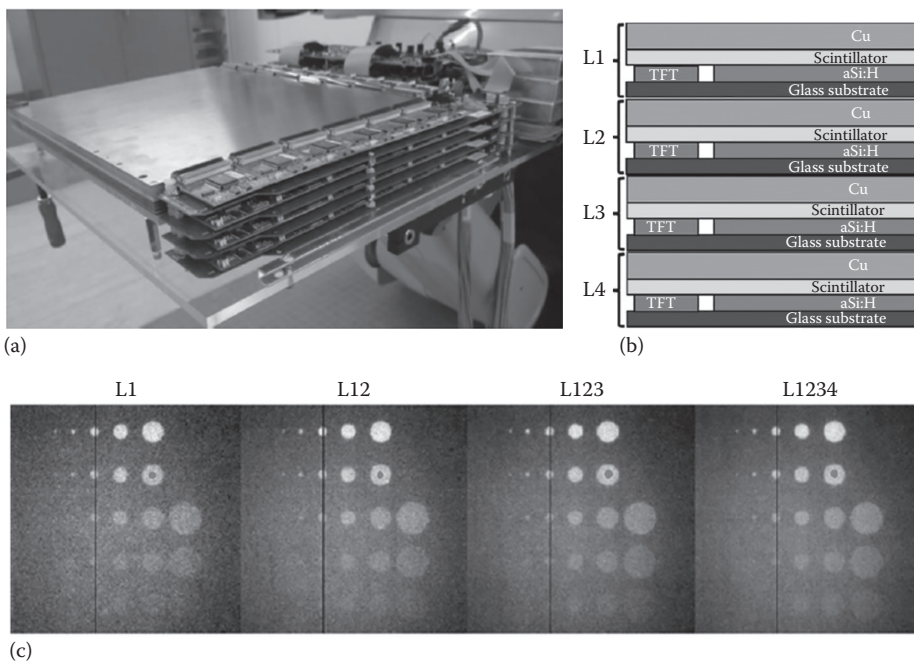 L1
Cu
Scintillator
TFT
aSi:H
Glass substrate
L2
Cu
Scintillator
TFT
aSi:H
Glass substrate
L3
Cu
Scintillator
TFT
aSi:H
Glass substrate
L4
Cu
Scintillator
TFT
aSi:H
Glass substrate
(a)
(b)
L1 L12 L123 L1234
(c)